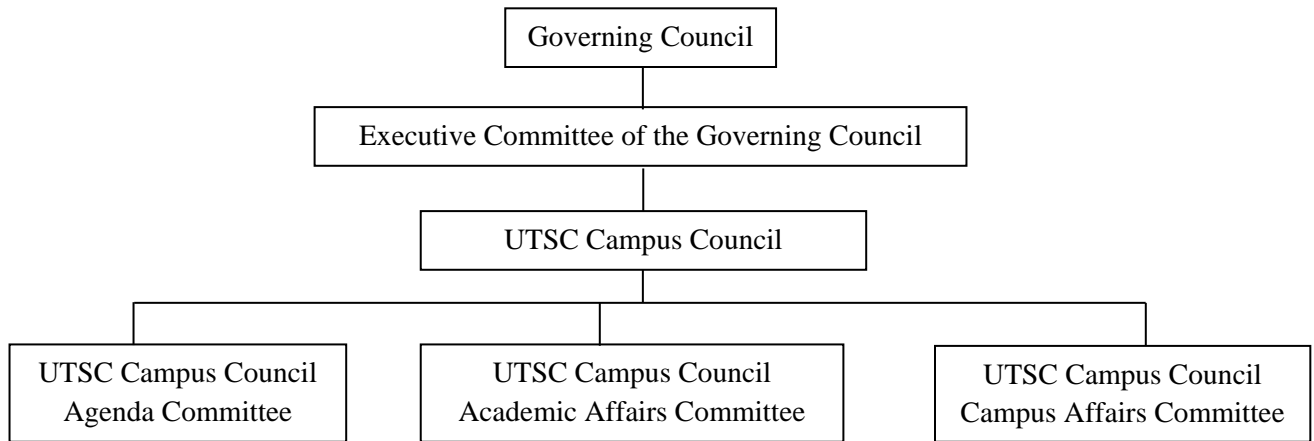 Governing Council
Executive Committee of the Governing Council
UTSC Campus Council
UTSC Campus Council
Agenda Committee
UTSC Campus Council
Academic Affairs Committee
UTSC Campus Council
Campus Affairs Committee